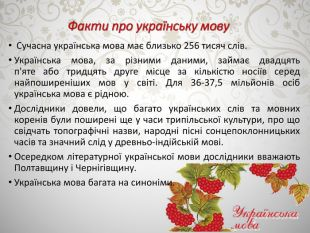 Факти про українську мову
• Сучасна українська мова має близько 256 тисяч слів.
• Українська мова, за різними даними, займає двадцять
п'яте або тридцять друге місце за кількістю носіїв серед
найпоширеніших мов у світі. Для 36-37,5 мільйонів осіб
українська мова є рідною.
• Дослідники довели, що багато українських слів та мовних
коренів були поширені ще у часи трипільської культури, про що
свідчать топографічні назви, народні пісні сонцепоклонницьких
часів та значний слід у древньо-індійській мові.
• Осередком літературної української мови дослідники вважають
Полтавщину і Чернігівщину.
• Українська мова багата на синоніми.
Українська
мова